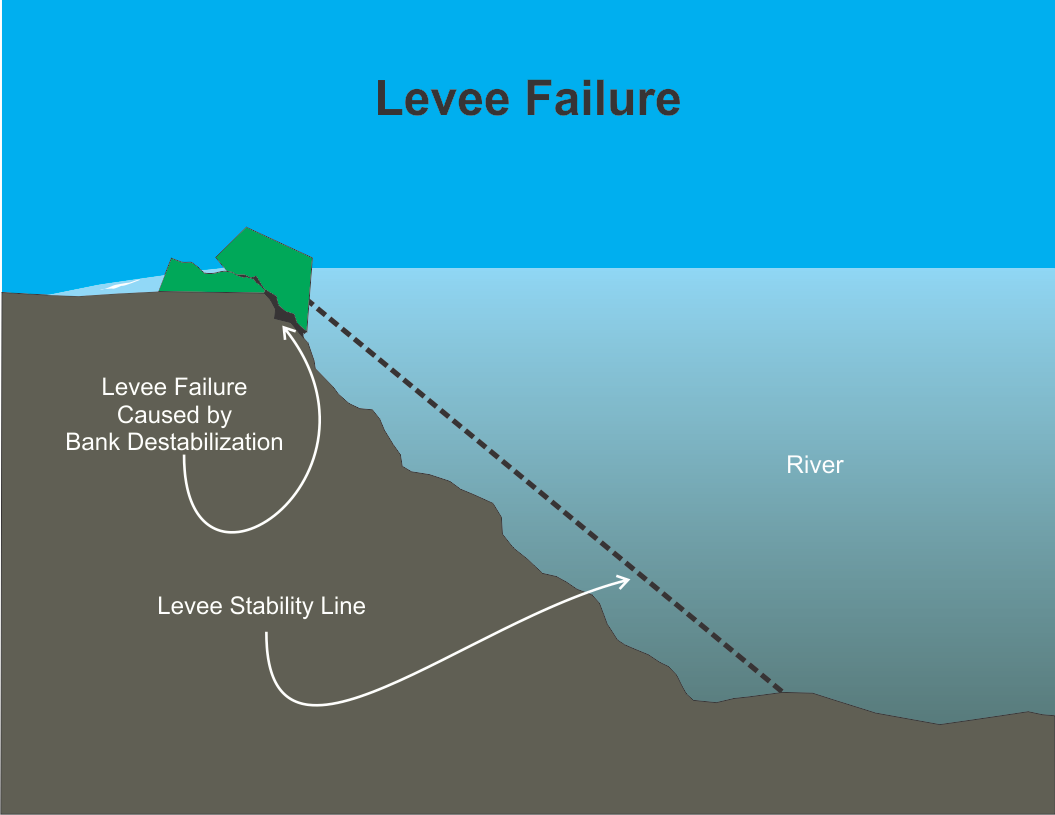 Levee Failure
Levee Failure
Caused by
Bank Destabilization
River
Levee Stability Line